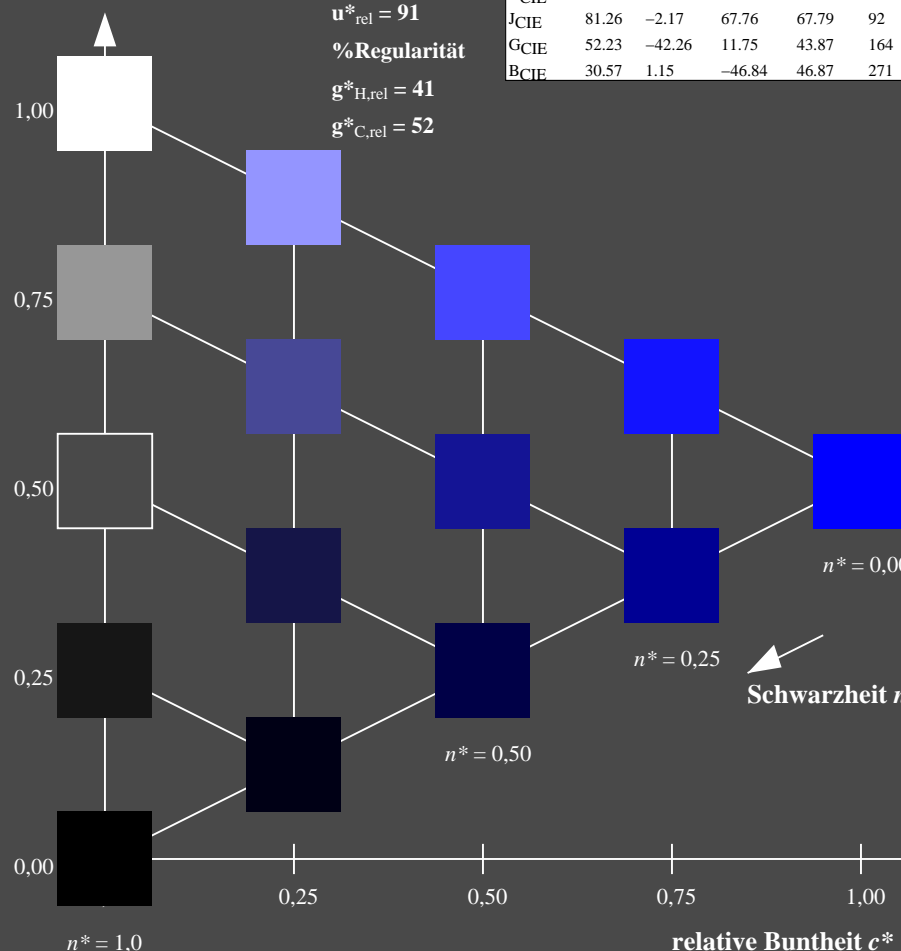 u*rel = 91
%Regularität
g*H,rel = 41
g*C,rel = 52
CIE
JCIE 81.26 −2.17 67.76 67.79 92
GCIE 52.23 −42.26 11.75 43.87 164
BCIE 30.57 1.15 −46.84 46.87 271
1,00
0,75
0,50
0,25
0,00
n* = 0,00
n* = 0,25
Schwarzheit n
n* = 0,50
0,25 0,50 0,75 1,00
n* = 1,0
relative Buntheit c*